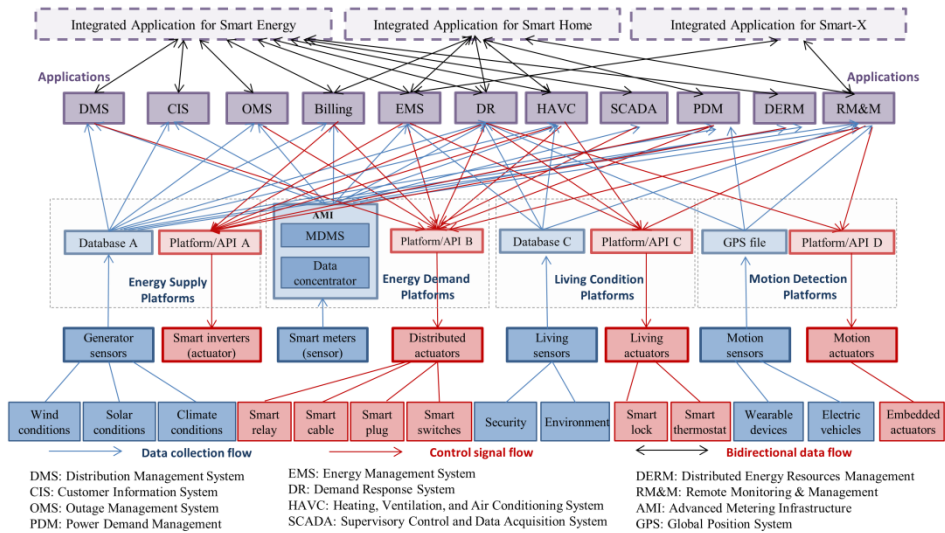 Integrated Application for Smart Energy
Integrated Application for Smart Home
Integrated Application for Smart-X
Applications
Applications
DMS
CIS
OMS
Billing
EMS
DR
HAVC
SCADA
PDM
DERM
RM&M
AMI
MDMS
Data
concentrator
Database A
Platform/API A
Platform/API B
Database C
Platform/API C
GPS file
Platform/API D
Energy Supply
Platforms
Energy Demand
Platforms
Living Condition
Platforms
Motion Detection
Platforms
Generator
sensors
Smart inverters
(actuator)
Smart meters
(sensor)
Distributed
actuators
Living
sensors
Living
actuators
Motion
sensors
Motion
actuators
Wind
conditions
Solar
conditions
Climate
conditions
Smart
relay
Smart
cable
Smart
plug
Smart
switches
Security
Environment
Smart
lock
Smart
thermostat
Wearable
devices
Electric
vehicles
Embedded
actuators
Data collection flow
Control signal flow
Bidirectional data flow
DMS: Distribution Management System
CIS: Customer Information System
OMS: Outage Management System
PDM: Power Demand Management
EMS: Energy Management System
DR: Demand Response System
HAVC: Heating, Ventilation, and Air Conditioning System
SCADA: Supervisory Control and Data Acquisition System
DERM: Distributed Energy Resources Management
RM&M: Remote Monitoring & Management
AMI: Advanced Metering Infrastructure
GPS: Global Position System